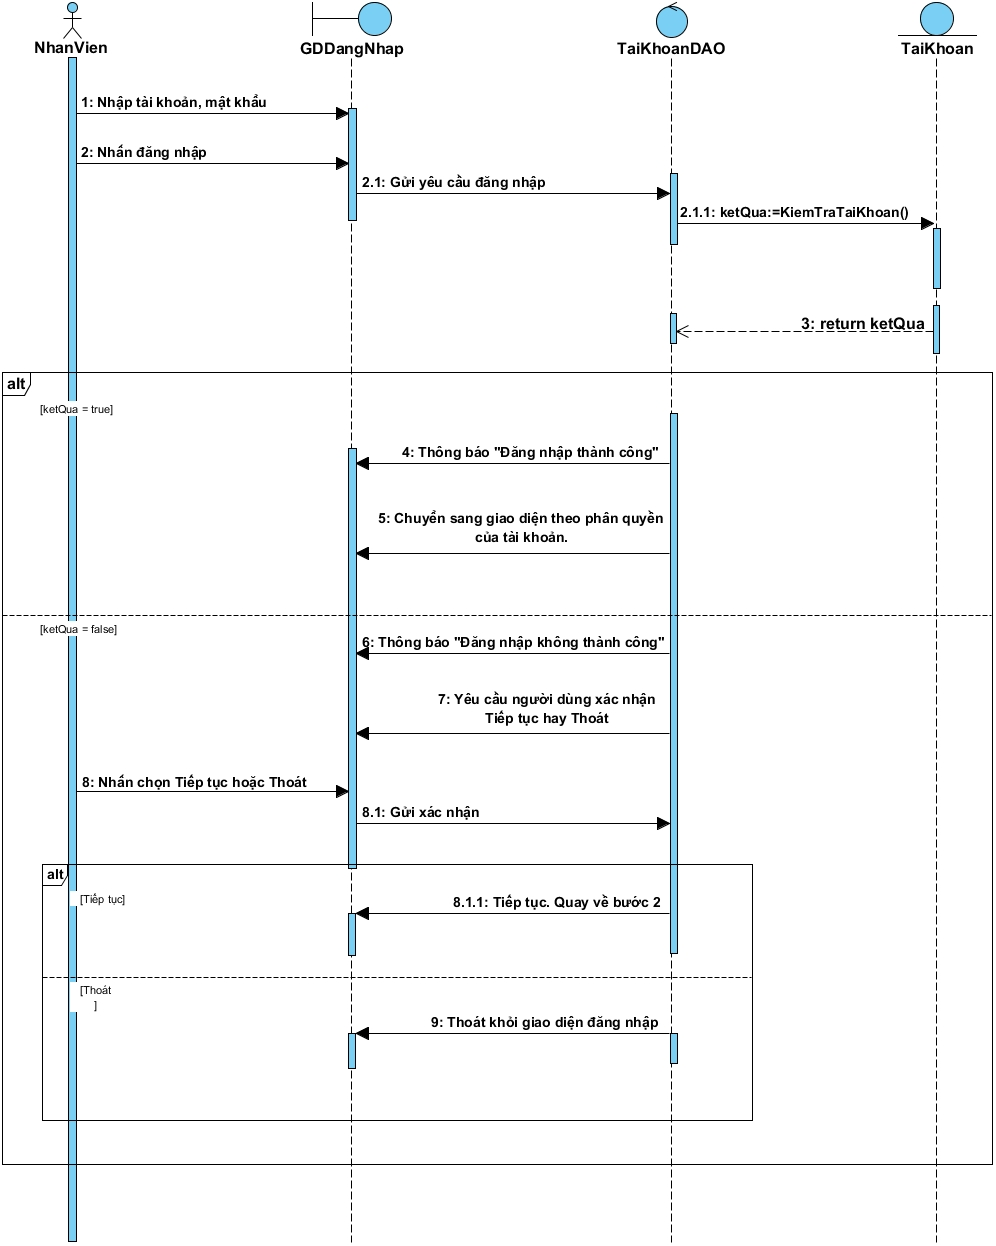 NhanVien
GDDangNhap
TaiKhoanDAO
TaiKhoan
1: Nhập tài khoản, mật khẩu
2: Nhấn đăng nhập
2.1: Gửi yêu cầu đăng nhập
2.1.1: ketQua:=KiemTraTaiKhoan()
3: return ketQua
alt
[ketQua = true]
4: Thông báo "Đăng nhập thành công"
5: Chuyển sang giao diện theo phân quyền
của tài khoản.
[ketQua = false]
6: Thông báo "Đăng nhập không thành công"
7: Yêu cầu người dùng xác nhận
Tiếp tục hay Thoát
8: Nhấn chọn Tiếp tục hoặc Thoát
8.1: Gửi xác nhận
alt
[Tiếp tục]
8.1.1: Tiếp tục. Quay về bước 2
[Thoát
]
9: Thoát khỏi giao diện đăng nhập